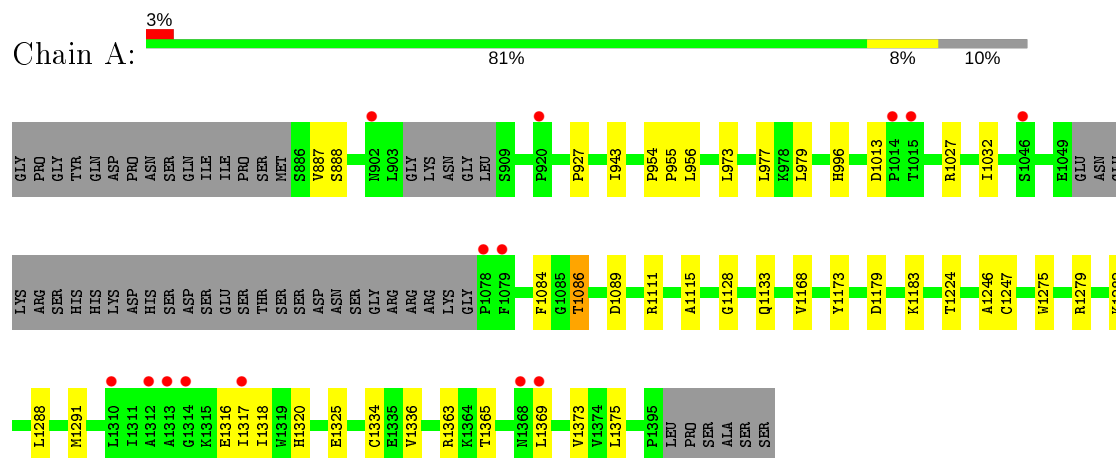 3%
Chain A:
81% 8% 10%
GLY PRO GLY TYR GLN ASP PRO ASN SER GLN ILE ILE PRO SER MET S886 V887 S888 N902 L903 GLY LYS ASN GLY LEU S909 P920 P927 I943 P954 P955 L956 L973 L977 K978 L979 H996 D1013 P1014 T1015 R1027 I1032 S1046 E1049 GLU ASN
LYS ARG SER HIS HIS LYS ASP HIS SER ASP SER GLU SER THR SER SER ASP ASN SER GLY ARG ARG ARG LYS GLY P1078 F1079 F1084 G1085 T1086 D1089 R1111 A1115 G1128 Q1133 V1168 Y1173 D1179 K1183 T1224 A1246 C1247 W1275 R1279
L1288 M1291 L1310 I1311 A1312 A1313 G1314 K1315 E1316 I1317 I1318 W1319 H1320 E1325 C1334 E1335 V1336 R1363 K1364 T1365 N1368 L1369 V1373 V1374 L1375 P1395 LEU PRO SER ALA SER SER